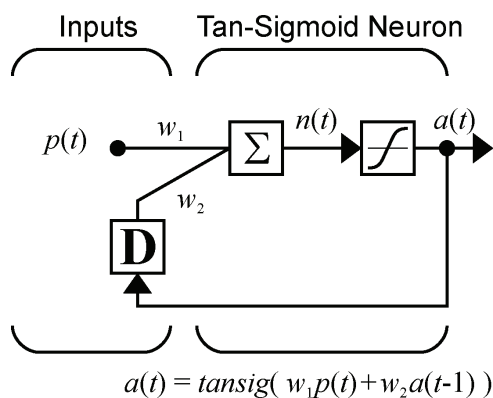 Inputs
Tan-Sigmoid Neuron
p(t)
w₁
Σ
n(t)
a(t)
w₂
D
a(t) = tansig( w₁p(t)+w₂a(t-1) )